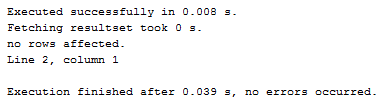 Executed successfully in 0.008 s.
Fetching resultset took 0 s.
no rows affected.
Line 2, column 1
Execution finished after 0.039 s, no errors occurred.